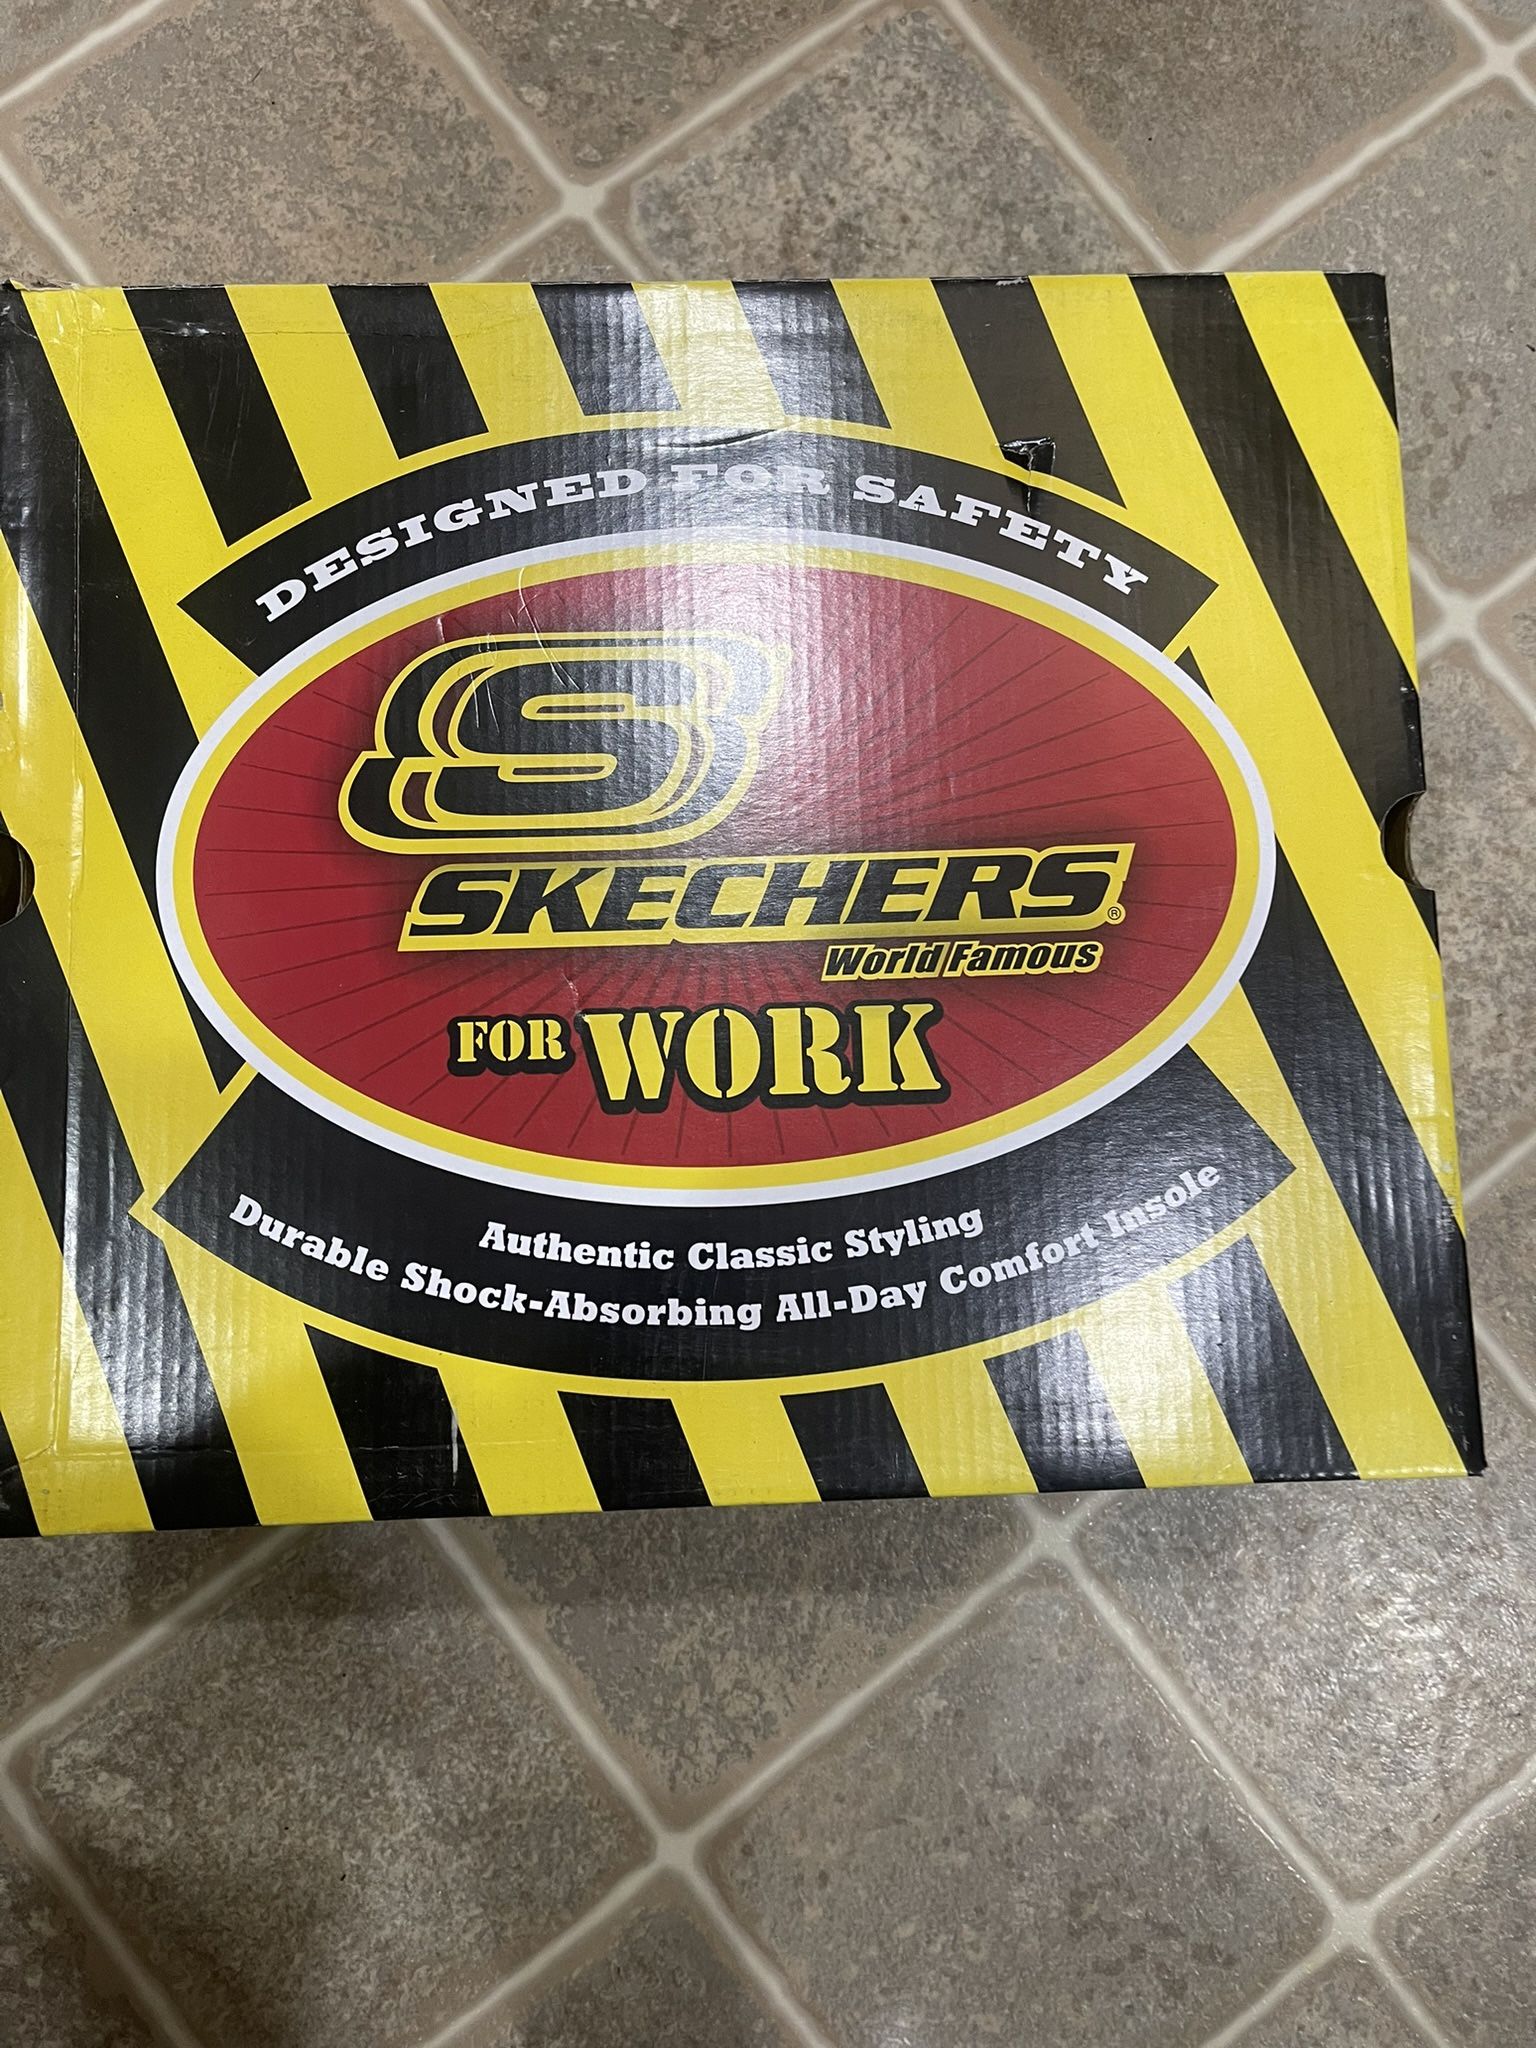 DESIGNED FOR SAFETY
S
SKECHERS®
World Famous
FOR WORK
Authentic Classic Styling
Durable Shock-Absorbing All-Day Comfort Insole